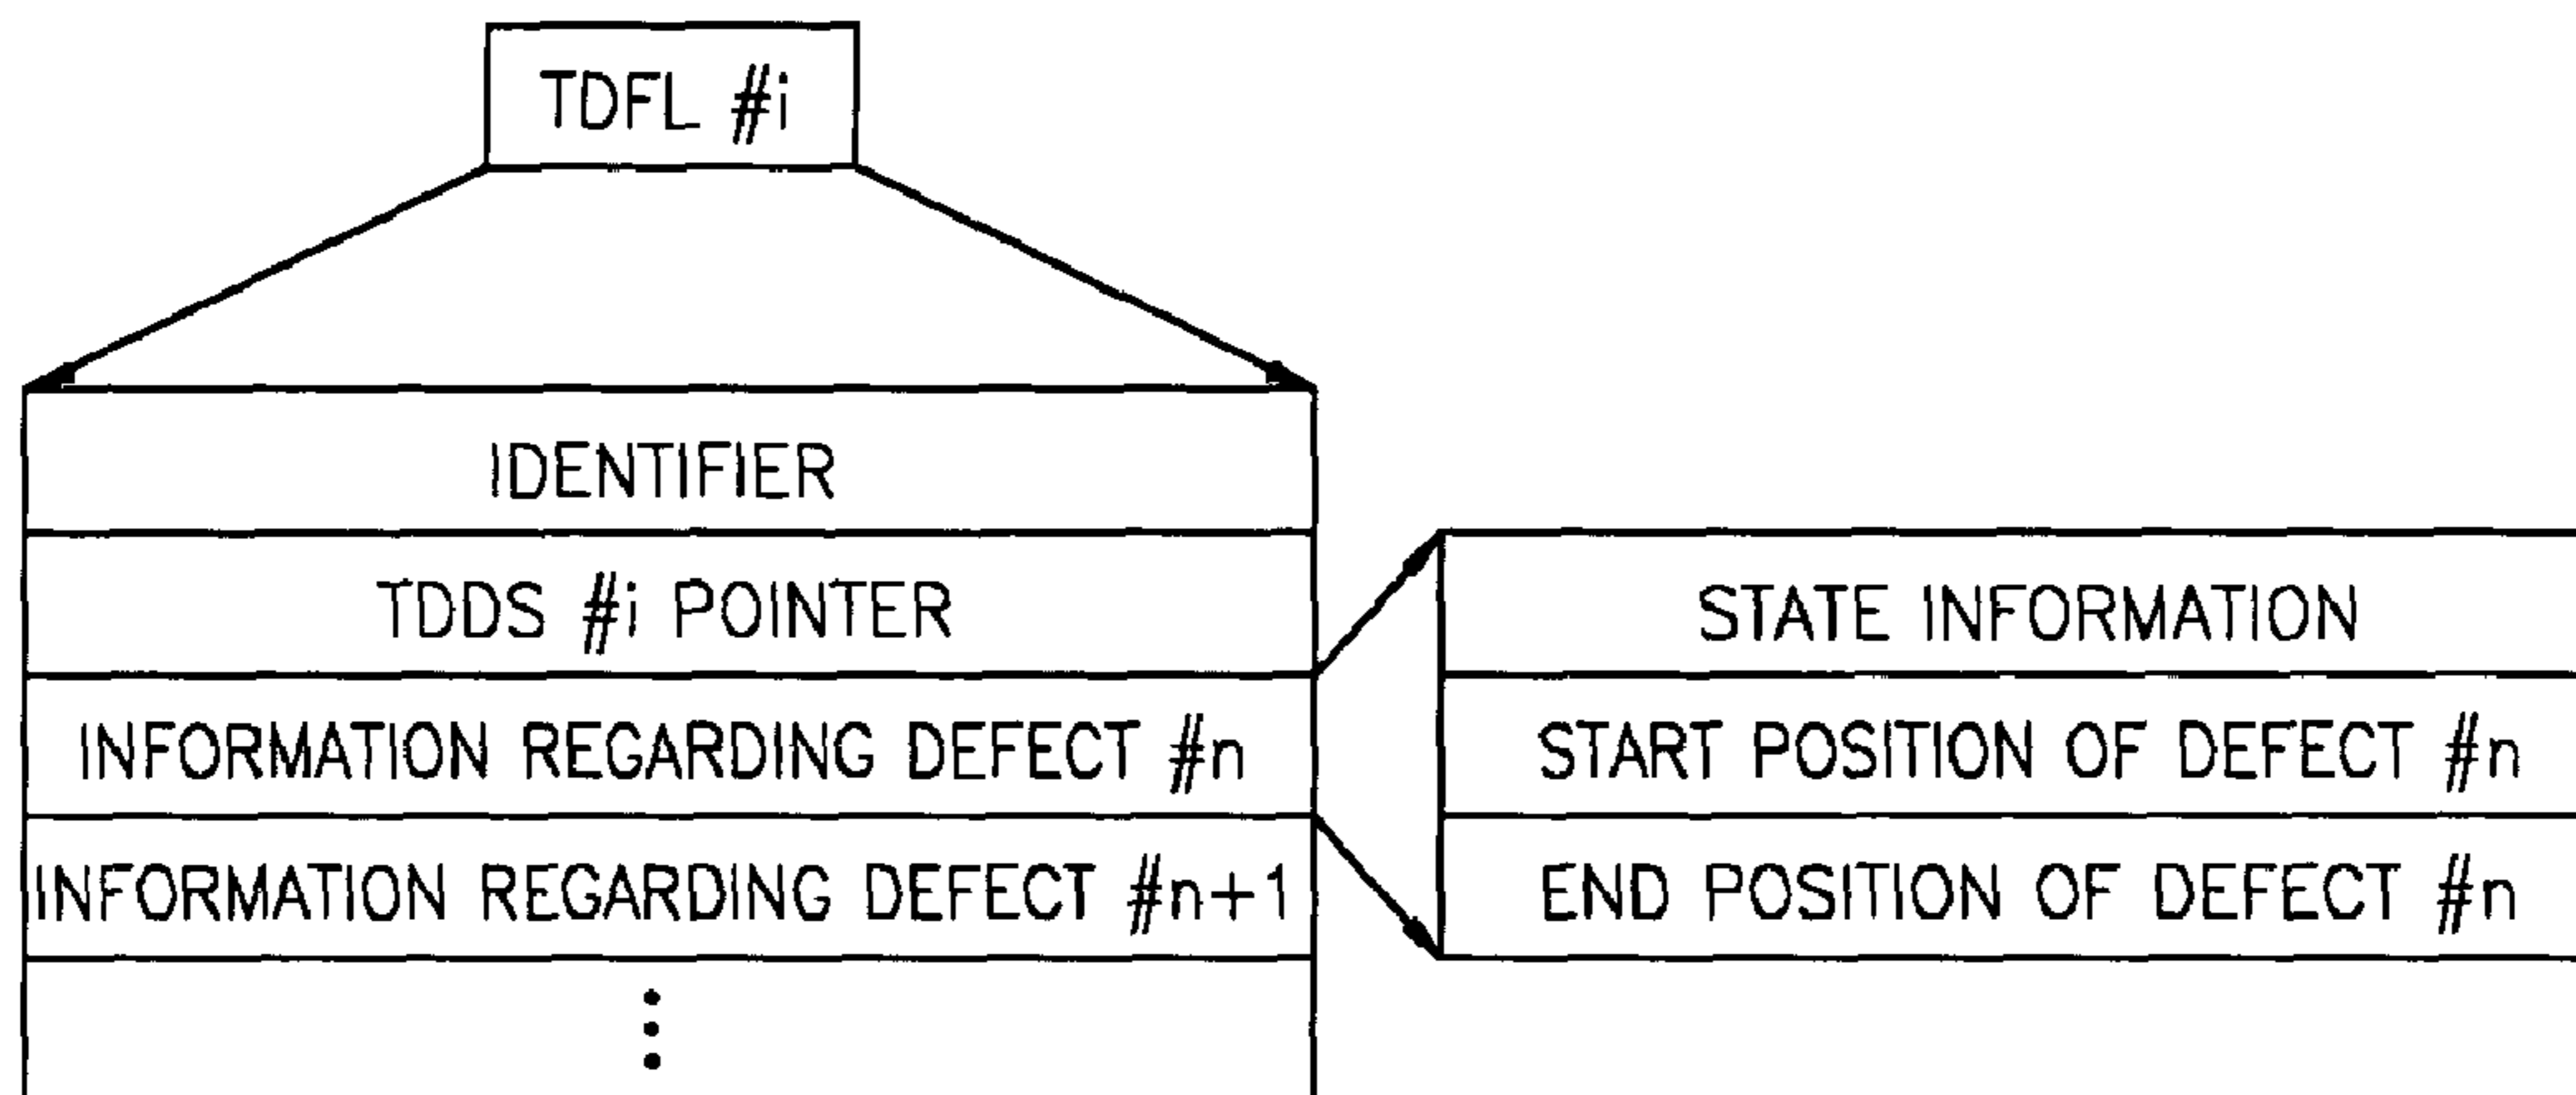 TDFL #i
IDENTIFIER
TDDS #i POINTER
INFORMATION REGARDING DEFECT #n
INFORMATION REGARDING DEFECT #n+1
STATE INFORMATION
START POSITION OF DEFECT #n
END POSITION OF DEFECT #n